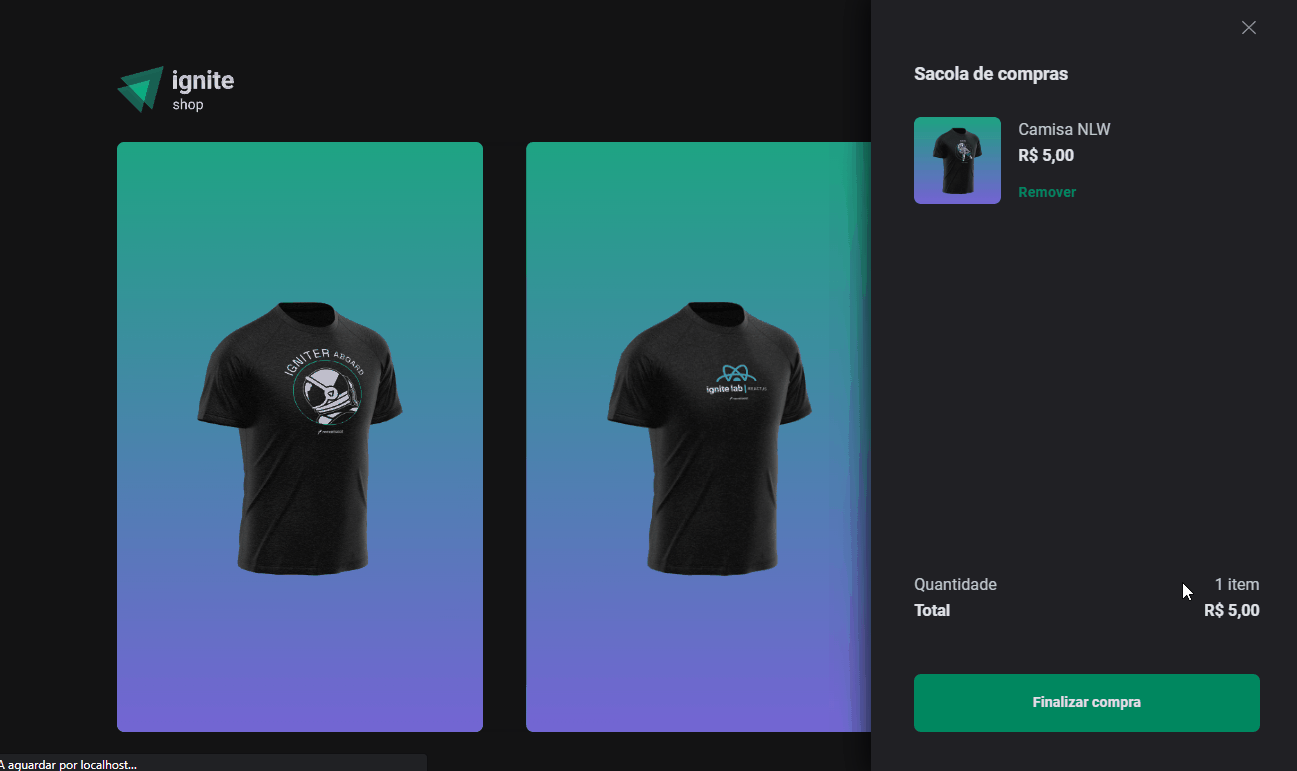 ignite
shop
IGNITER ABOARD
ignite lab
Sacola de compras
Camisa NLW
R$ 5,00
Remover
Quantidade 1 item
Total R$ 5,00
Finalizar compra
A aguardar por localhost...